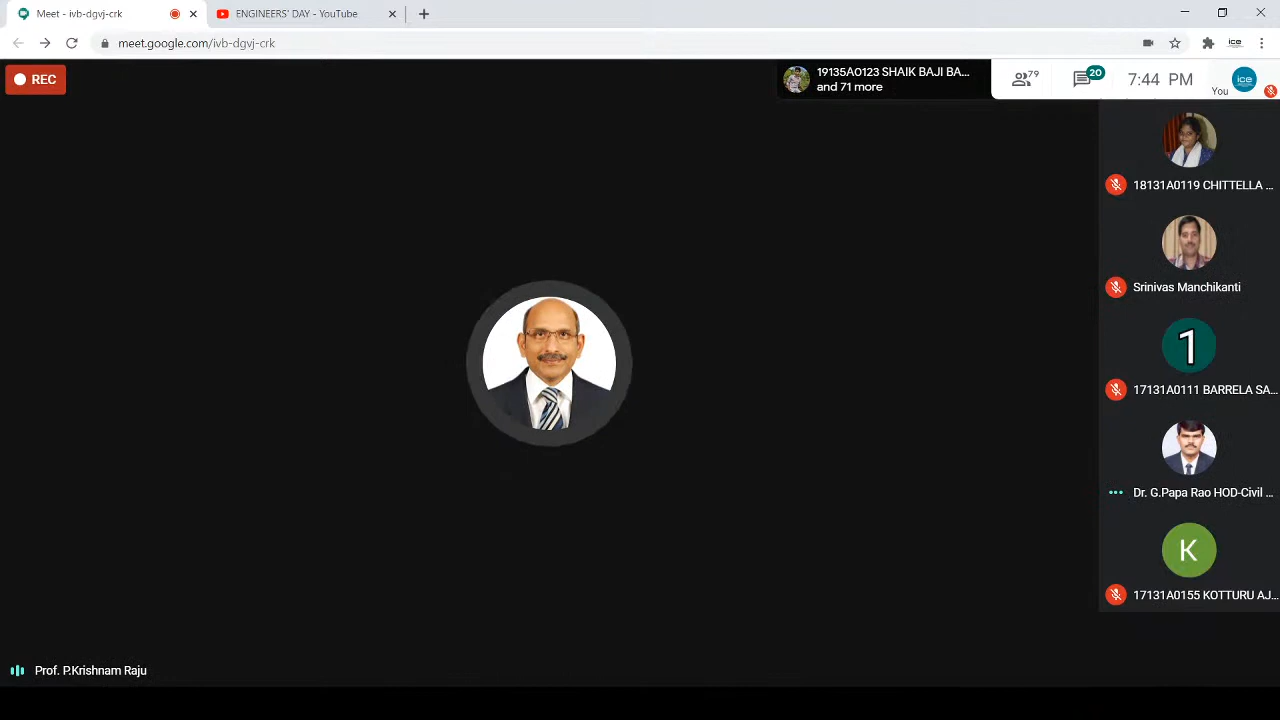 Meet - ivb-dgvj-crk
ENGINEERS' DAY - YouTube
meet.google.com/ivb-dgvj-crk
ice
REC
19135A0123 SHAIK BAJI BA...
and 71 more
79
20
7:44 PM
You
ice
18131A0119 CHITTELLA ...
Srinivas Manchikanti
1
17131A0111 BARRELA SA...
Dr. G.Papa Rao HOD-Civil ...
K
17131A0155 KOTTURU AJ...
Prof. P.Krishnam Raju